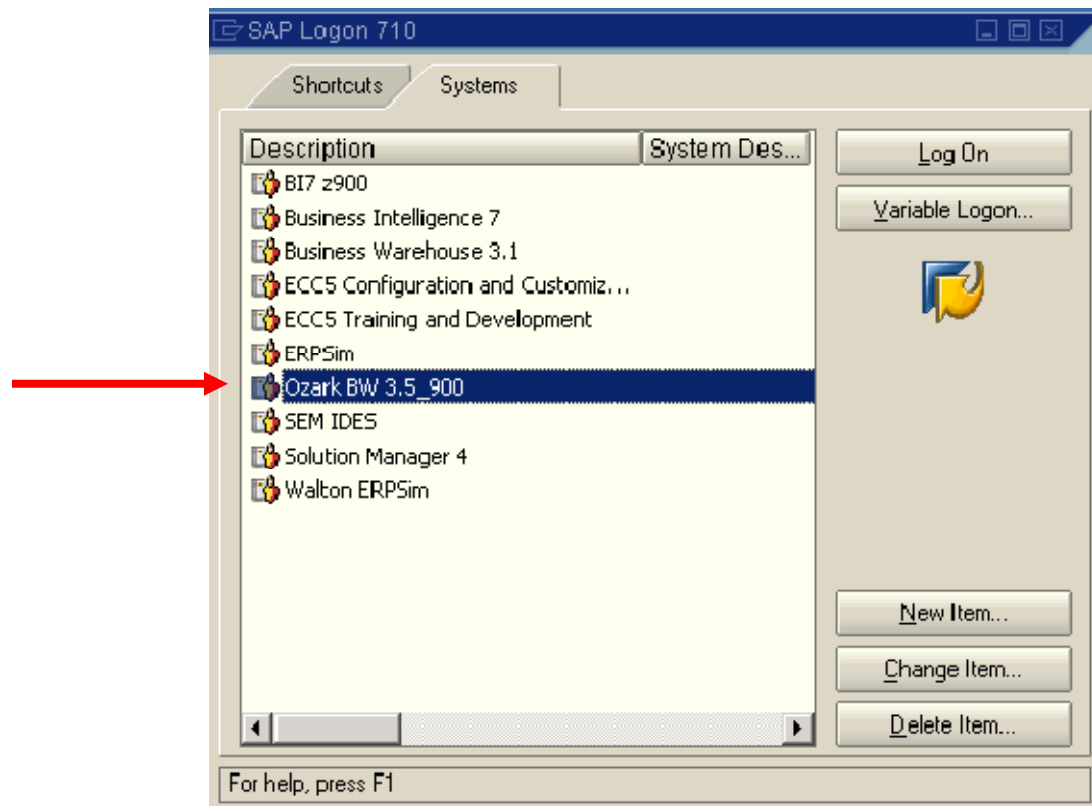 SAP Logon 710
Shortcuts Systems
Description System Des...
BI7 z900
Business Intelligence 7
Business Warehouse 3.1
ECC5 Configuration and Customiz...
ECC5 Training and Development
ERPSim
Ozark BW 3.5_900
SEM IDES
Solution Manager 4
Walton ERPSim
Log On
Variable Logon...
New Item...
Change Item...
Delete Item...
For help, press F1